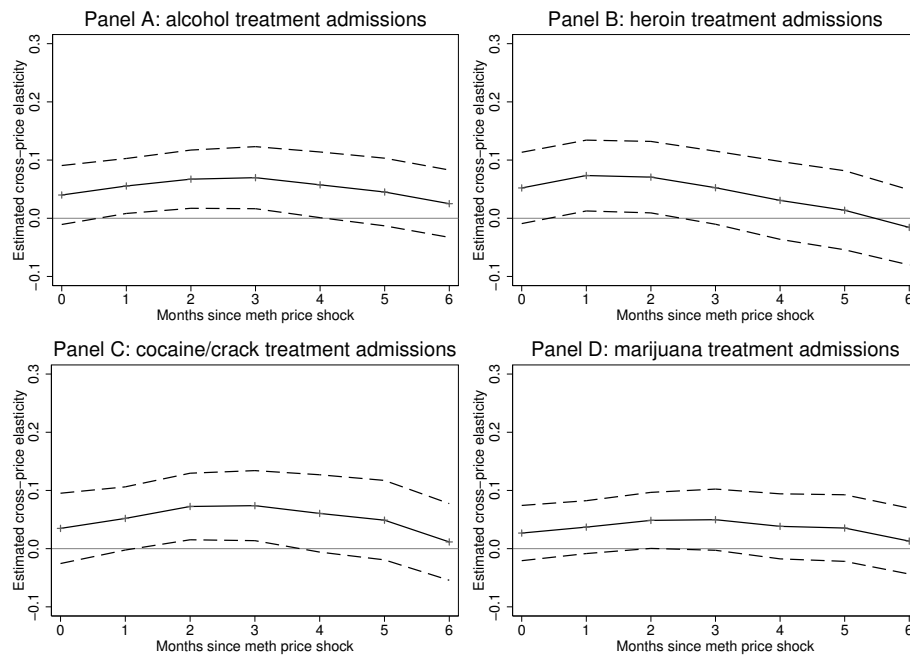 Panel A: alcohol treatment admissions
Estimated cross−price elasticity
0.3
0.2
0.1
0.0
−0.1
0 1 2 3 4 5 6
Months since meth price shock
Panel B: heroin treatment admissions
Estimated cross−price elasticity
0.3
0.2
0.1
0.0
−0.1
0 1 2 3 4 5 6
Months since meth price shock
Panel C: cocaine/crack treatment admissions
Estimated cross−price elasticity
0.3
0.2
0.1
0.0
−0.1
0 1 2 3 4 5 6
Months since meth price shock
Panel D: marijuana treatment admissions
Estimated cross−price elasticity
0.3
0.2
0.1
0.0
−0.1
0 1 2 3 4 5 6
Months since meth price shock